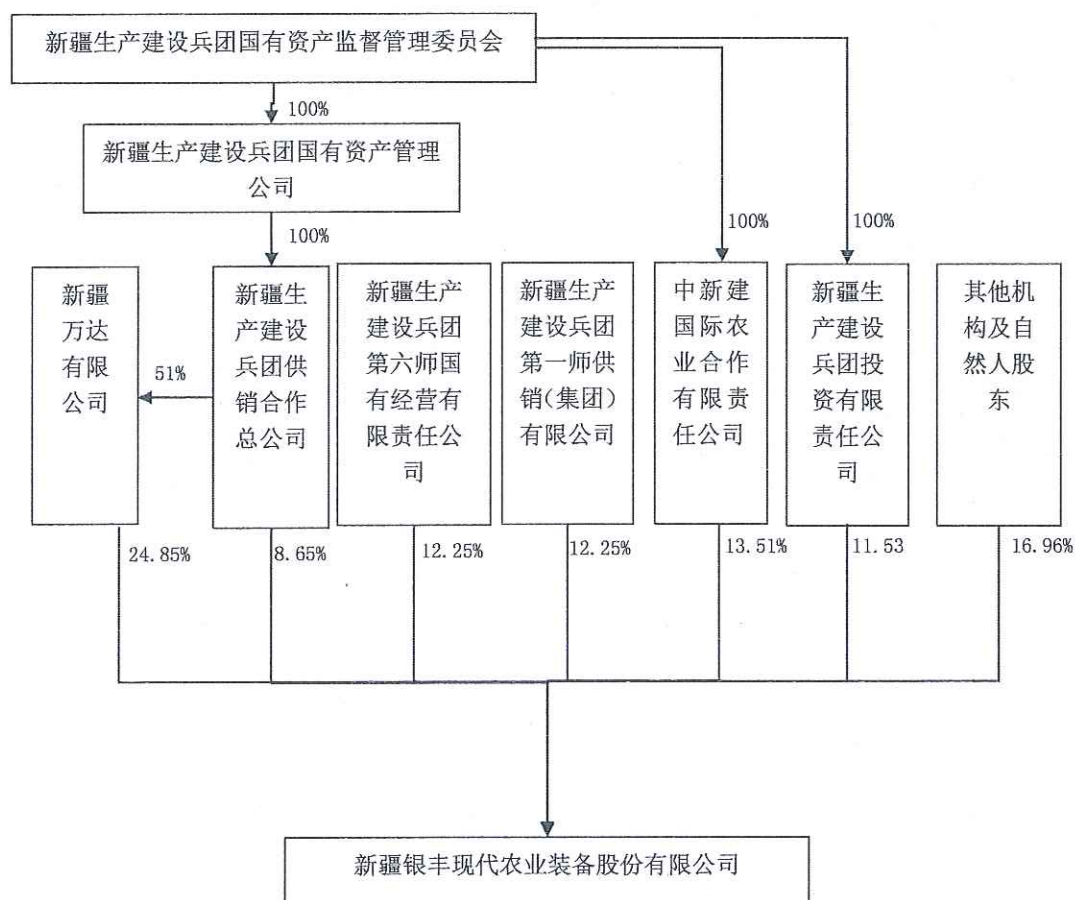 新疆生产建设兵团国有资产监督管理委员会
100%
新疆生产建设兵团国有资产管理
公司
100%
100%
100%
新疆
万达
有限
公司
51%
新疆生
产建设
兵团供
销合作
总公司
新疆生产
建设兵团
第六师国
有经营有
限责任公
司
新疆生产
建设兵团
第一师供
销(集团)
有限公司
中新建
国际农
业合作
有限责
任公司
新疆生
产建设
兵团投
资有限
责任公
司
其他机
构及自
然人股
东
24.85%
8.65%
12.25%
12.25%
13.51%
11.53
16.96%
新疆银丰现代农业装备股份有限公司